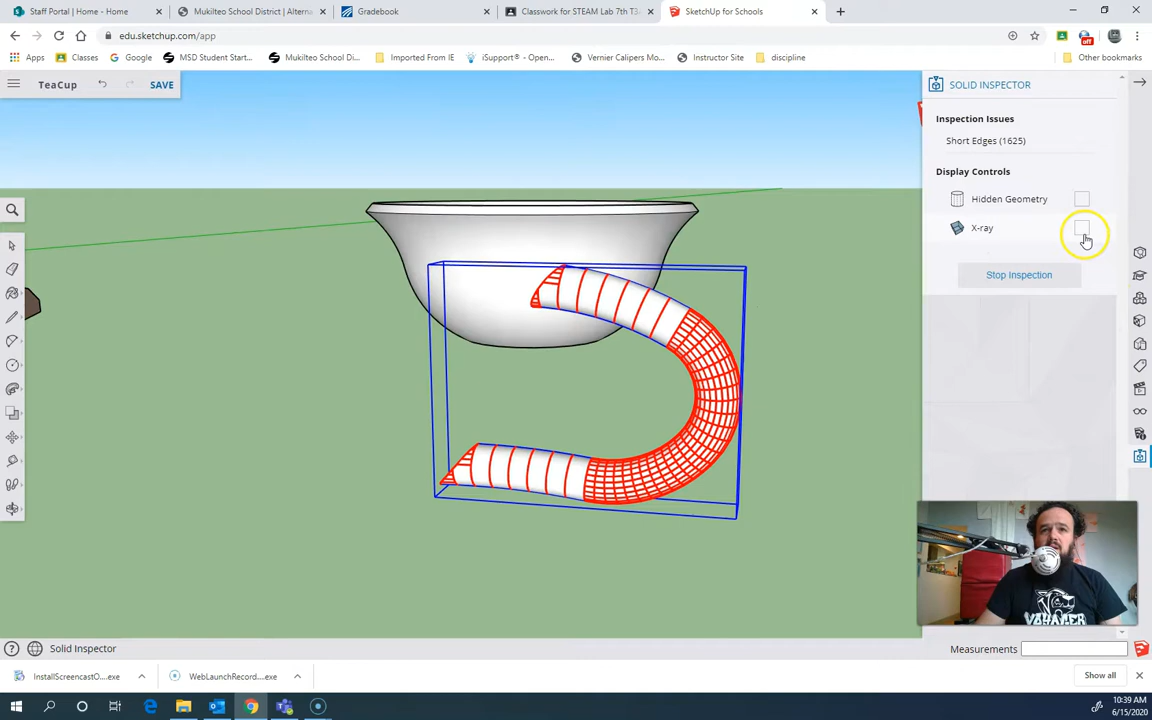 Staff Portal | Home - Home
Mukilteo School District | Alterna
Gradebook
Classwork for STEAM Lab 7th T3
SketchUp for Schools
edu.sketchup.com/app
Apps
Classes
Google
MSD Student Start...
Mukilteo School Di...
Imported From IE
iSupport® - Open...
Vernier Calipers Mo...
Instructor Site
discipline
Other bookmarks
off
TeaCup
SAVE
SOLID INSPECTOR
Inspection Issues
Short Edges (1625)
Display Controls
Hidden Geometry
X-ray
Stop Inspection
VOYAGER
Solid Inspector
Measurements
InstallScreencastO....exe
WebLaunchRecord....exe
Show all
10:39 AM
6/15/2020